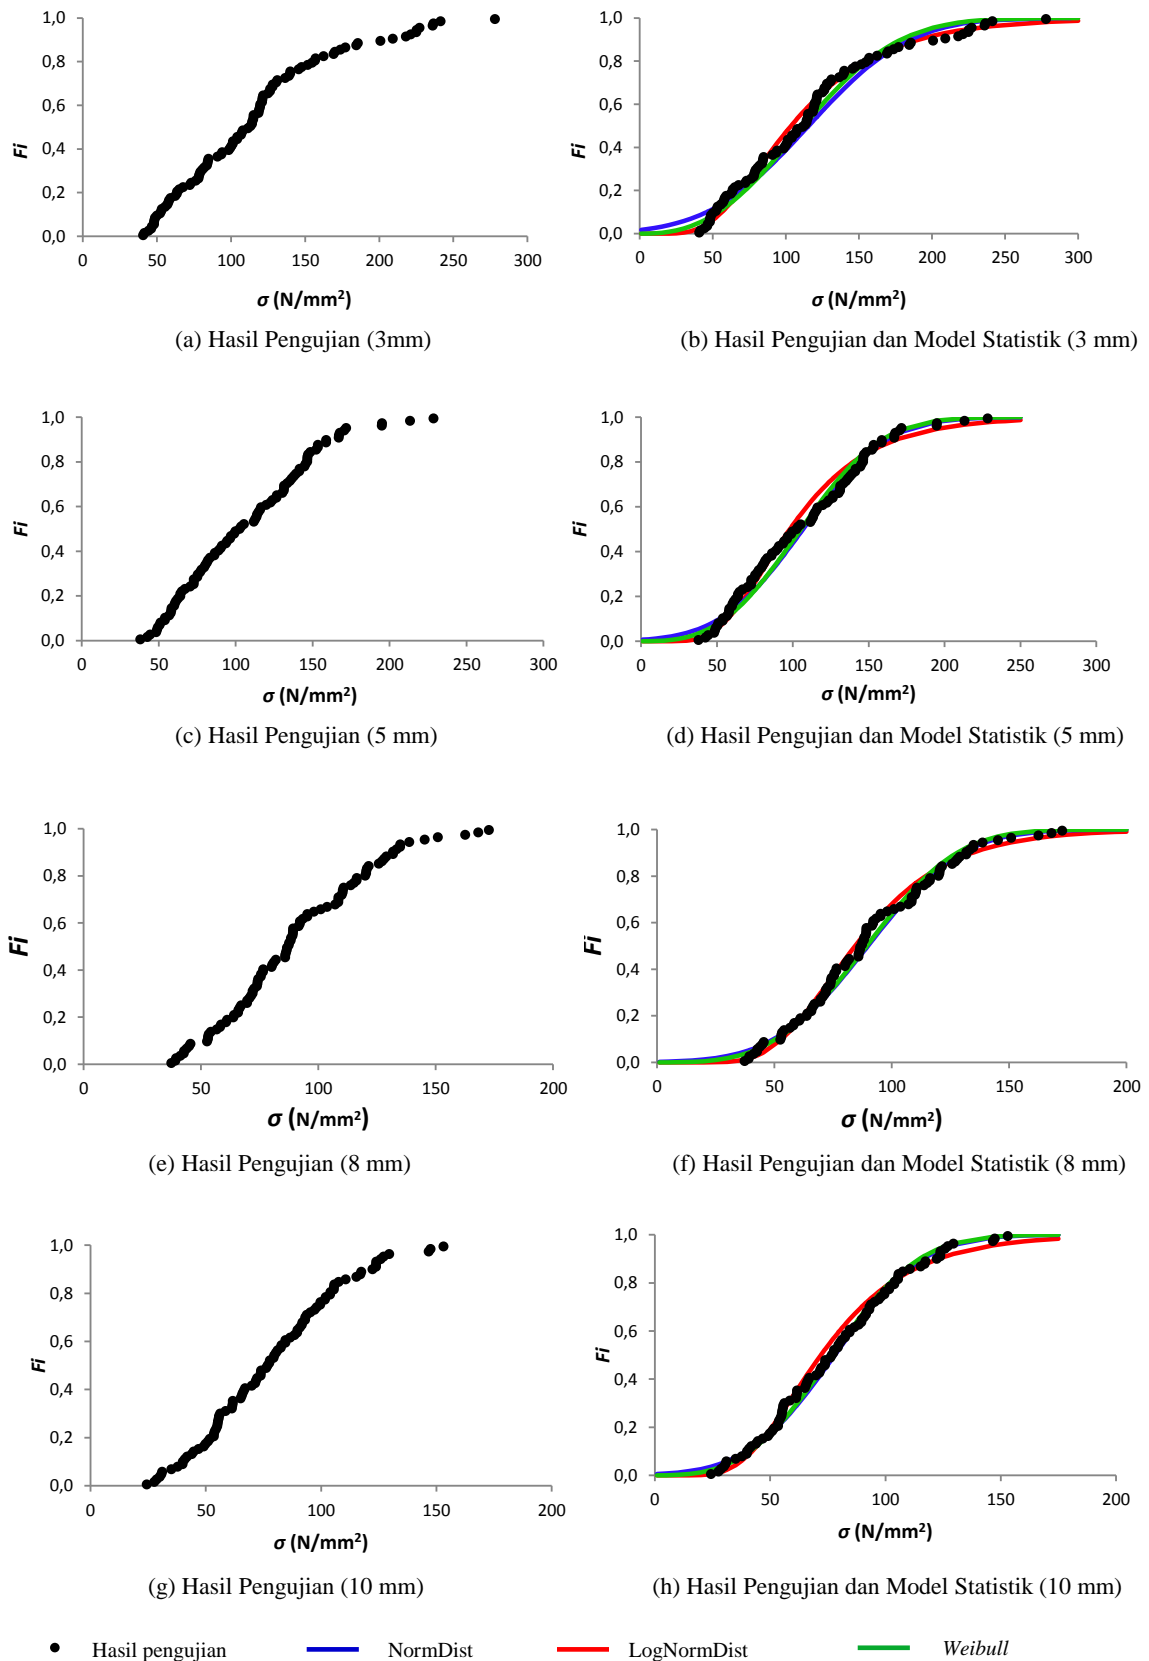 1,0
0,8
0,6
0,4
0,2
0,0
Fi
0 50 100 150 200 250 300
σ (N/mm²)
(a) Hasil Pengujian (3mm)
1,0
0,8
0,6
0,4
0,2
0,0
Fi
0 50 100 150 200 250 300
σ (N/mm²)
(b) Hasil Pengujian dan Model Statistik (3 mm)
1,0
0,8
0,6
0,4
0,2
0,0
Fi
0 50 100 150 200 250 300
σ (N/mm²)
(c) Hasil Pengujian (5 mm)
1,0
0,8
0,6
0,4
0,2
0,0
Fi
0 50 100 150 200 250 300
σ (N/mm²)
(d) Hasil Pengujian dan Model Statistik (5 mm)
1,0
0,8
0,6
0,4
0,2
0,0
Fi
0 50 100 150 200
σ (N/mm²)
(e) Hasil Pengujian (8 mm)
1,0
0,8
0,6
0,4
0,2
0,0
Fi
0 50 100 150 200
σ (N/mm²)
(f) Hasil Pengujian dan Model Statistik (8 mm)
1,0
0,8
0,6
0,4
0,2
0,0
Fi
0 50 100 150 200
σ (N/mm²)
(g) Hasil Pengujian (10 mm)
1,0
0,8
0,6
0,4
0,2
0,0
Fi
0 50 100 150 200
σ (N/mm²)
(h) Hasil Pengujian dan Model Statistik (10 mm)
Hasil pengujian NormDist LogNormDist Weibull